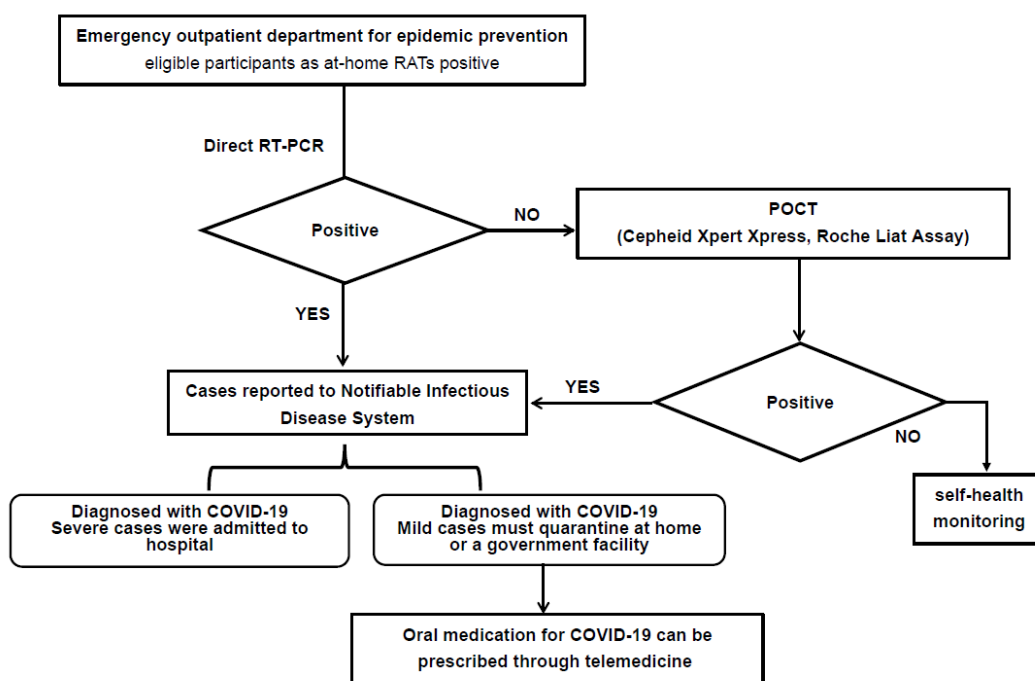 Emergency outpatient department for epidemic prevention
eligible participants as at-home RATs positive
Direct RT-PCR
Positive
NO
POCT
(Cepheid Xpert Xpress, Roche Liat Assay)
YES
Cases reported to Notifiable Infectious
Disease System
YES
Positive
NO
self-health
monitoring
Diagnosed with COVID-19
Severe cases were admitted to
hospital
Diagnosed with COVID-19
Mild cases must quarantine at home
or a government facility
Oral medication for COVID-19 can be
prescribed through telemedicine